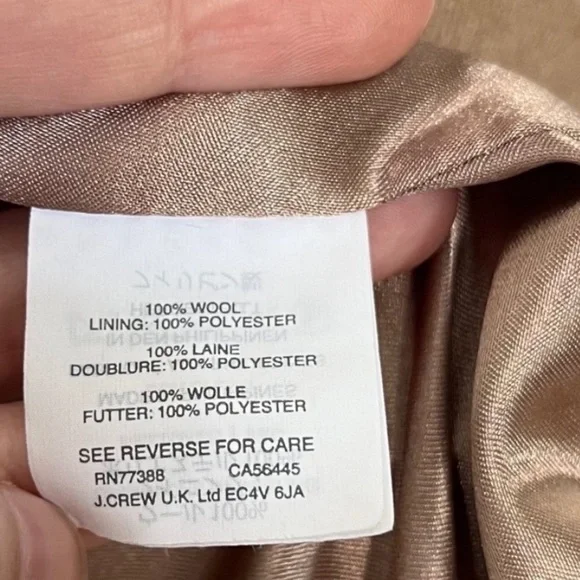 100% WOOL
LINING: 100% POLYESTER
100% LAINE
DOUBLURE: 100% POLYESTER
100% WOLLE
FUTTER: 100% POLYESTER
SEE REVERSE FOR CARE
RN77388 CA56445
J.CREW U.K. Ltd EC4V 6JA